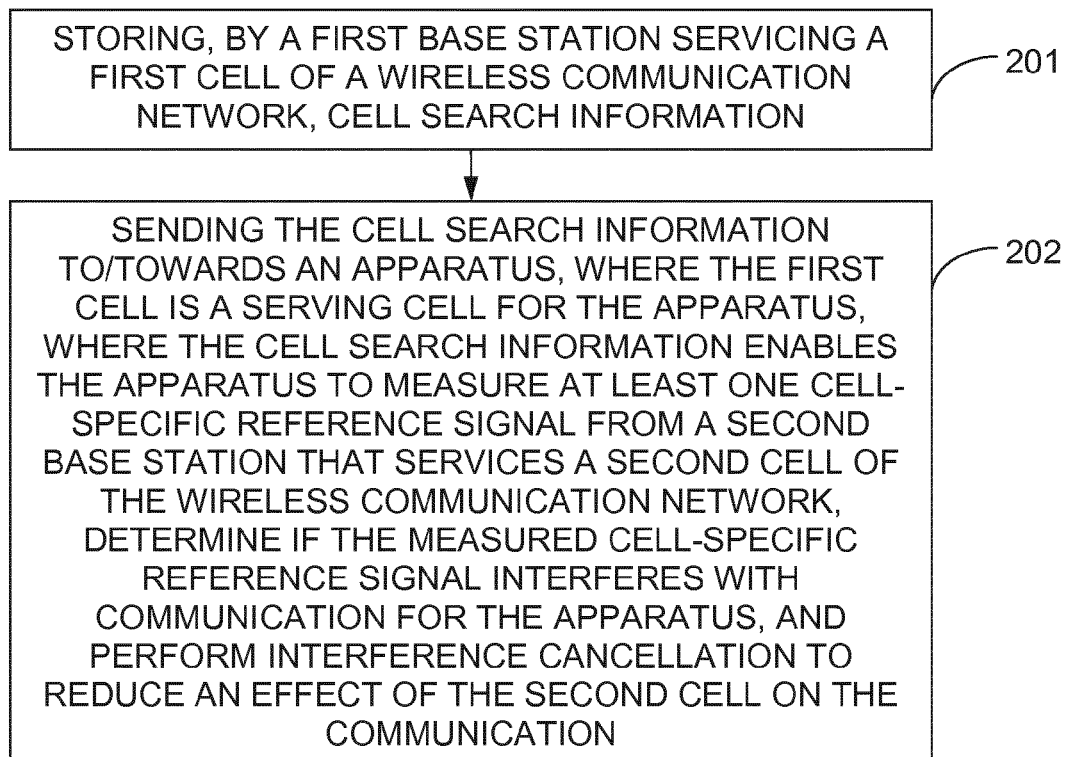 STORING, BY A FIRST BASE STATION SERVICING A
FIRST CELL OF A WIRELESS COMMUNICATION
NETWORK, CELL SEARCH INFORMATION
201
SENDING THE CELL SEARCH INFORMATION
TO/TOWARDS AN APPARATUS, WHERE THE FIRST
CELL IS A SERVING CELL FOR THE APPARATUS,
WHERE THE CELL SEARCH INFORMATION ENABLES
THE APPARATUS TO MEASURE AT LEAST ONE CELL-
SPECIFIC REFERENCE SIGNAL FROM A SECOND
BASE STATION THAT SERVICES A SECOND CELL OF
THE WIRELESS COMMUNICATION NETWORK,
DETERMINE IF THE MEASURED CELL-SPECIFIC
REFERENCE SIGNAL INTERFERES WITH
COMMUNICATION FOR THE APPARATUS, AND
PERFORM INTERFERENCE CANCELLATION TO
REDUCE AN EFFECT OF THE SECOND CELL ON THE
COMMUNICATION
202